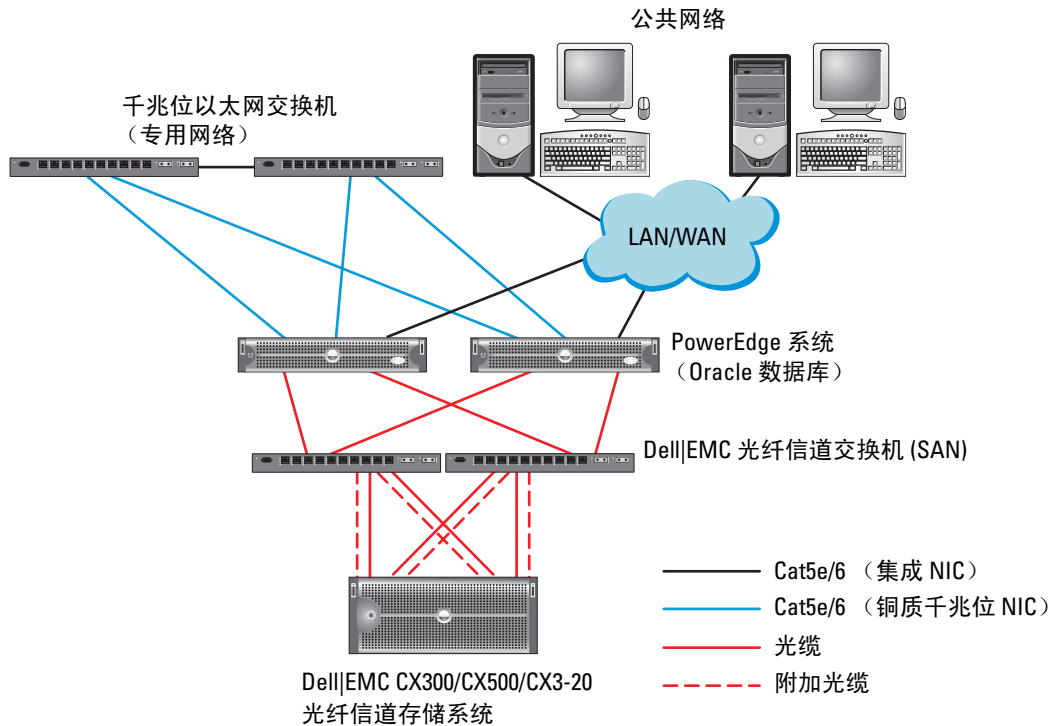 公共网络
千兆位以太网交换机
（专用网络）
LAN/WAN
PowerEdge 系统
（Oracle 数据库）
Dell|EMC 光纤信道交换机 (SAN)
Cat5e/6 （集成 NIC）
Cat5e/6 （铜质千兆位 NIC）
光缆
附加光缆
Dell|EMC CX300/CX500/CX3-20
光纤信道存储系统